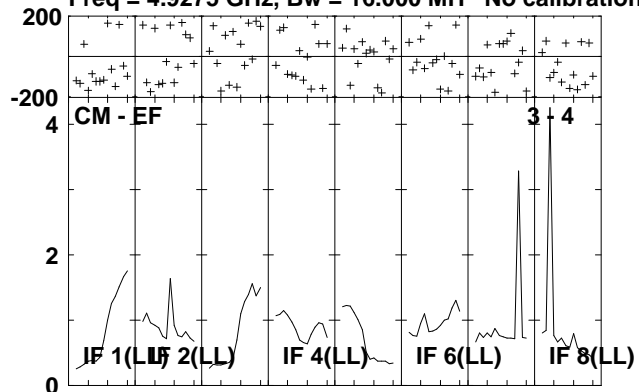 Freq = 4.9275 GHz, Bw = 16.000 MH No calibration
200
-200
CM - EF 3 - 4
4
2
0
IF 1(LL) IF 2(LL) IF 4(LL) IF 6(LL) IF 8(LL)